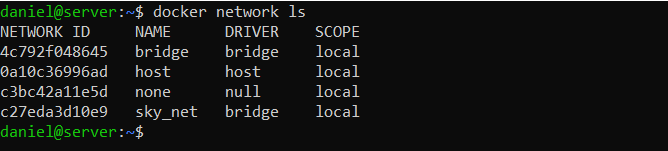 daniel@server:~$ docker network ls
NETWORK ID     NAME      DRIVER    SCOPE
4c792f048645   bridge    bridge    local
0a10c36996ad   host      host      local
c3bc42a11e5d   none      null      local
c27eda3d10e9   sky_net   bridge    local
daniel@server:~$